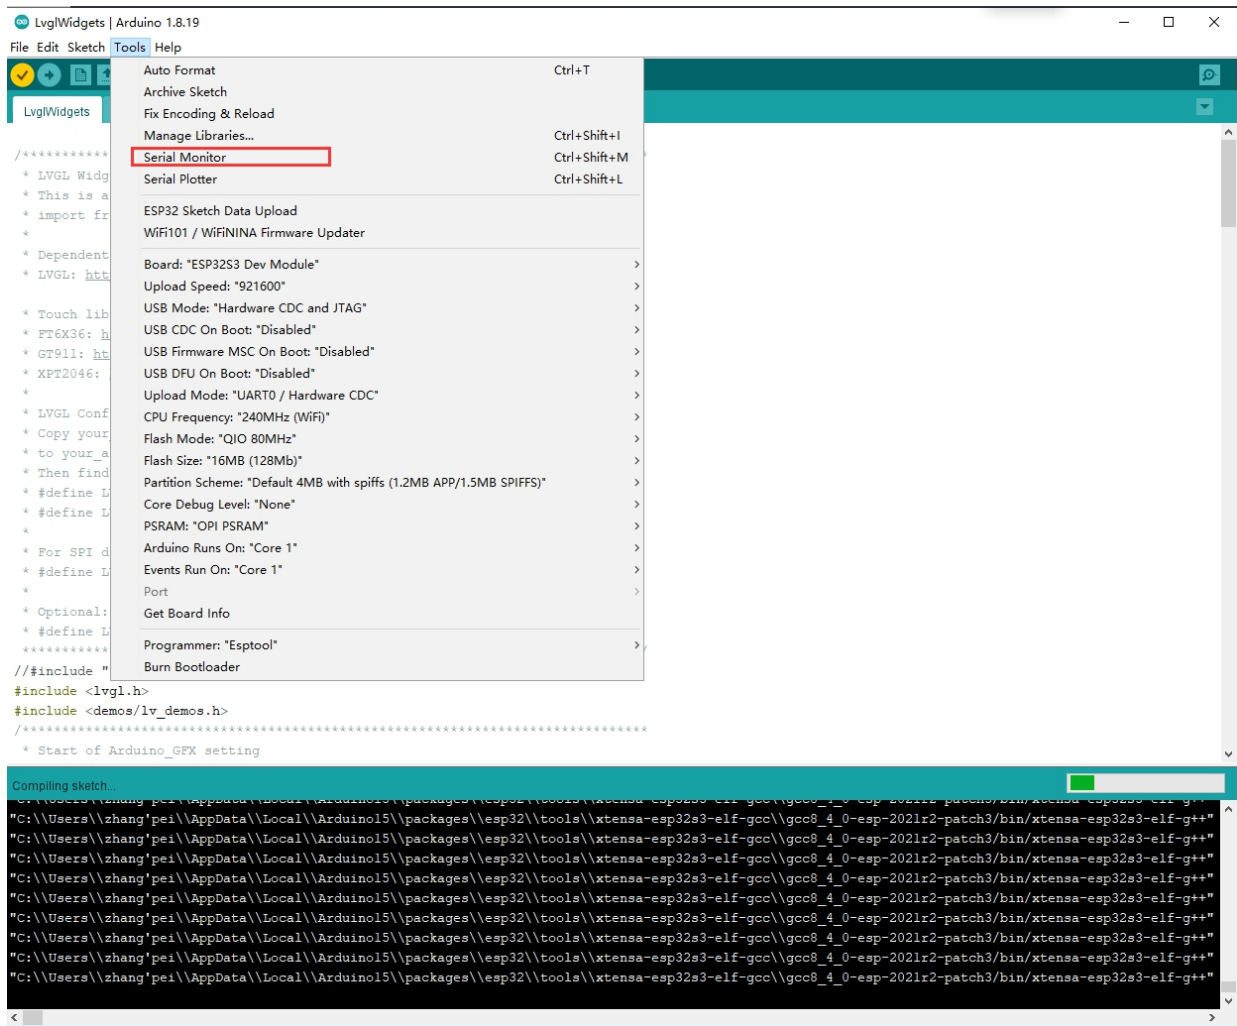 LvglWidgets | Arduino 1.8.19
File Edit Sketch Tools Help
LvglWidgets
Auto Format Ctrl+T
Archive Sketch
Fix Encoding & Reload
Manage Libraries... Ctrl+Shift+I
Serial Monitor Ctrl+Shift+M
Serial Plotter Ctrl+Shift+L
ESP32 Sketch Data Upload
WiFi101 / WiFiNINA Firmware Updater
Board: "ESP32S3 Dev Module"
Upload Speed: "921600"
USB Mode: "Hardware CDC and JTAG"
USB CDC On Boot: "Disabled"
USB Firmware MSC On Boot: "Disabled"
USB DFU On Boot: "Disabled"
Upload Mode: "UART0 / Hardware CDC"
CPU Frequency: "240MHz (WiFi)"
Flash Mode: "QIO 80MHz"
Flash Size: "16MB (128Mb)"
Partition Scheme: "Default 4MB with spiffs (1.2MB APP/1.5MB SPIFFS)"
Core Debug Level: "None"
PSRAM: "OPI PSRAM"
Arduino Runs On: "Core 1"
Events Run On: "Core 1"
Port
Get Board Info
Programmer: "Esptool"
Burn Bootloader
/***********
* LVGL Widg
* This is a
* import fr
*
* Dependent
* LVGL: htt
* Touch lib
* FT6X36: h
* GT911: ht
* XPT2046:
*
* LVGL Conf
* Copy your
* to your_a
* Then find
* #define L
* #define L
*
* For SPI d
* #define L
*
* Optional:
* #define L
***********
//#include "
#include <lvgl.h>
#include <demos/lv_demos.h>
/*******************************************************************************
* Start of Arduino_GFX setting
Compiling sketch...
"C:\\Users\\zhang'pei\\AppData\\Local\\Arduino15\\packages\\esp32\\tools\\xtensa-esp32s3-elf-gcc\\gcc8_4_0-esp-2021r2-patch3/bin/xtensa-esp32s3-elf-g++"
"C:\\Users\\zhang'pei\\AppData\\Local\\Arduino15\\packages\\esp32\\tools\\xtensa-esp32s3-elf-gcc\\gcc8_4_0-esp-2021r2-patch3/bin/xtensa-esp32s3-elf-g++"
"C:\\Users\\zhang'pei\\AppData\\Local\\Arduino15\\packages\\esp32\\tools\\xtensa-esp32s3-elf-gcc\\gcc8_4_0-esp-2021r2-patch3/bin/xtensa-esp32s3-elf-g++"
"C:\\Users\\zhang'pei\\AppData\\Local\\Arduino15\\packages\\esp32\\tools\\xtensa-esp32s3-elf-gcc\\gcc8_4_0-esp-2021r2-patch3/bin/xtensa-esp32s3-elf-g++"
"C:\\Users\\zhang'pei\\AppData\\Local\\Arduino15\\packages\\esp32\\tools\\xtensa-esp32s3-elf-gcc\\gcc8_4_0-esp-2021r2-patch3/bin/xtensa-esp32s3-elf-g++"
"C:\\Users\\zhang'pei\\AppData\\Local\\Arduino15\\packages\\esp32\\tools\\xtensa-esp32s3-elf-gcc\\gcc8_4_0-esp-2021r2-patch3/bin/xtensa-esp32s3-elf-g++"
"C:\\Users\\zhang'pei\\AppData\\Local\\Arduino15\\packages\\esp32\\tools\\xtensa-esp32s3-elf-gcc\\gcc8_4_0-esp-2021r2-patch3/bin/xtensa-esp32s3-elf-g++"
"C:\\Users\\zhang'pei\\AppData\\Local\\Arduino15\\packages\\esp32\\tools\\xtensa-esp32s3-elf-gcc\\gcc8_4_0-esp-2021r2-patch3/bin/xtensa-esp32s3-elf-g++"
"C:\\Users\\zhang'pei\\AppData\\Local\\Arduino15\\packages\\esp32\\tools\\xtensa-esp32s3-elf-gcc\\gcc8_4_0-esp-2021r2-patch3/bin/xtensa-esp32s3-elf-g++"